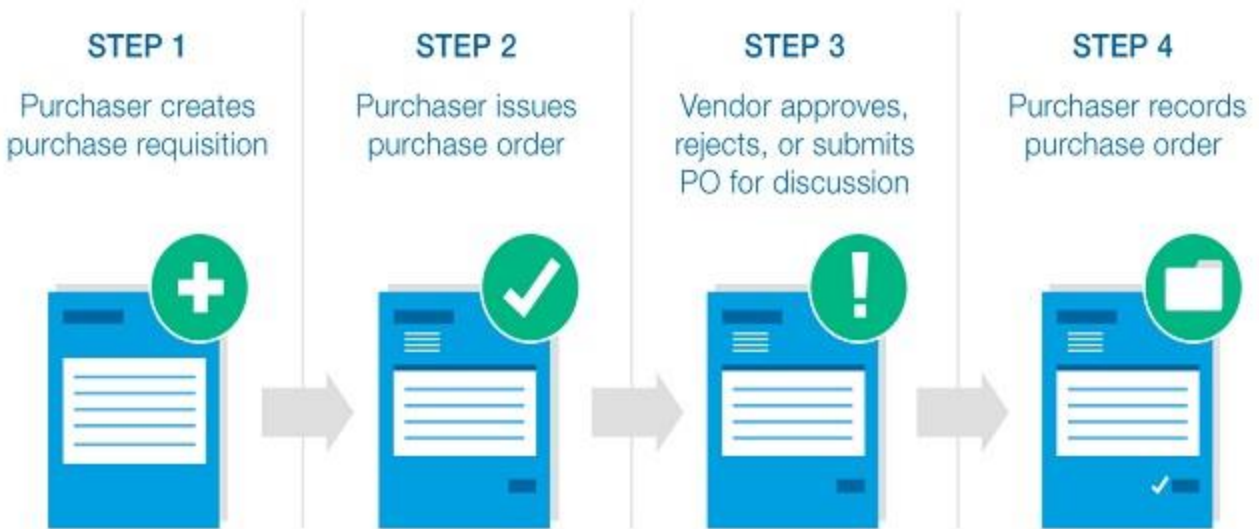 STEP 1
Purchaser creates
purchase requisition
STEP 2
Purchaser issues
purchase order
STEP 3
Vendor approves,
rejects, or submits
PO for discussion
STEP 4
Purchaser records
purchase order